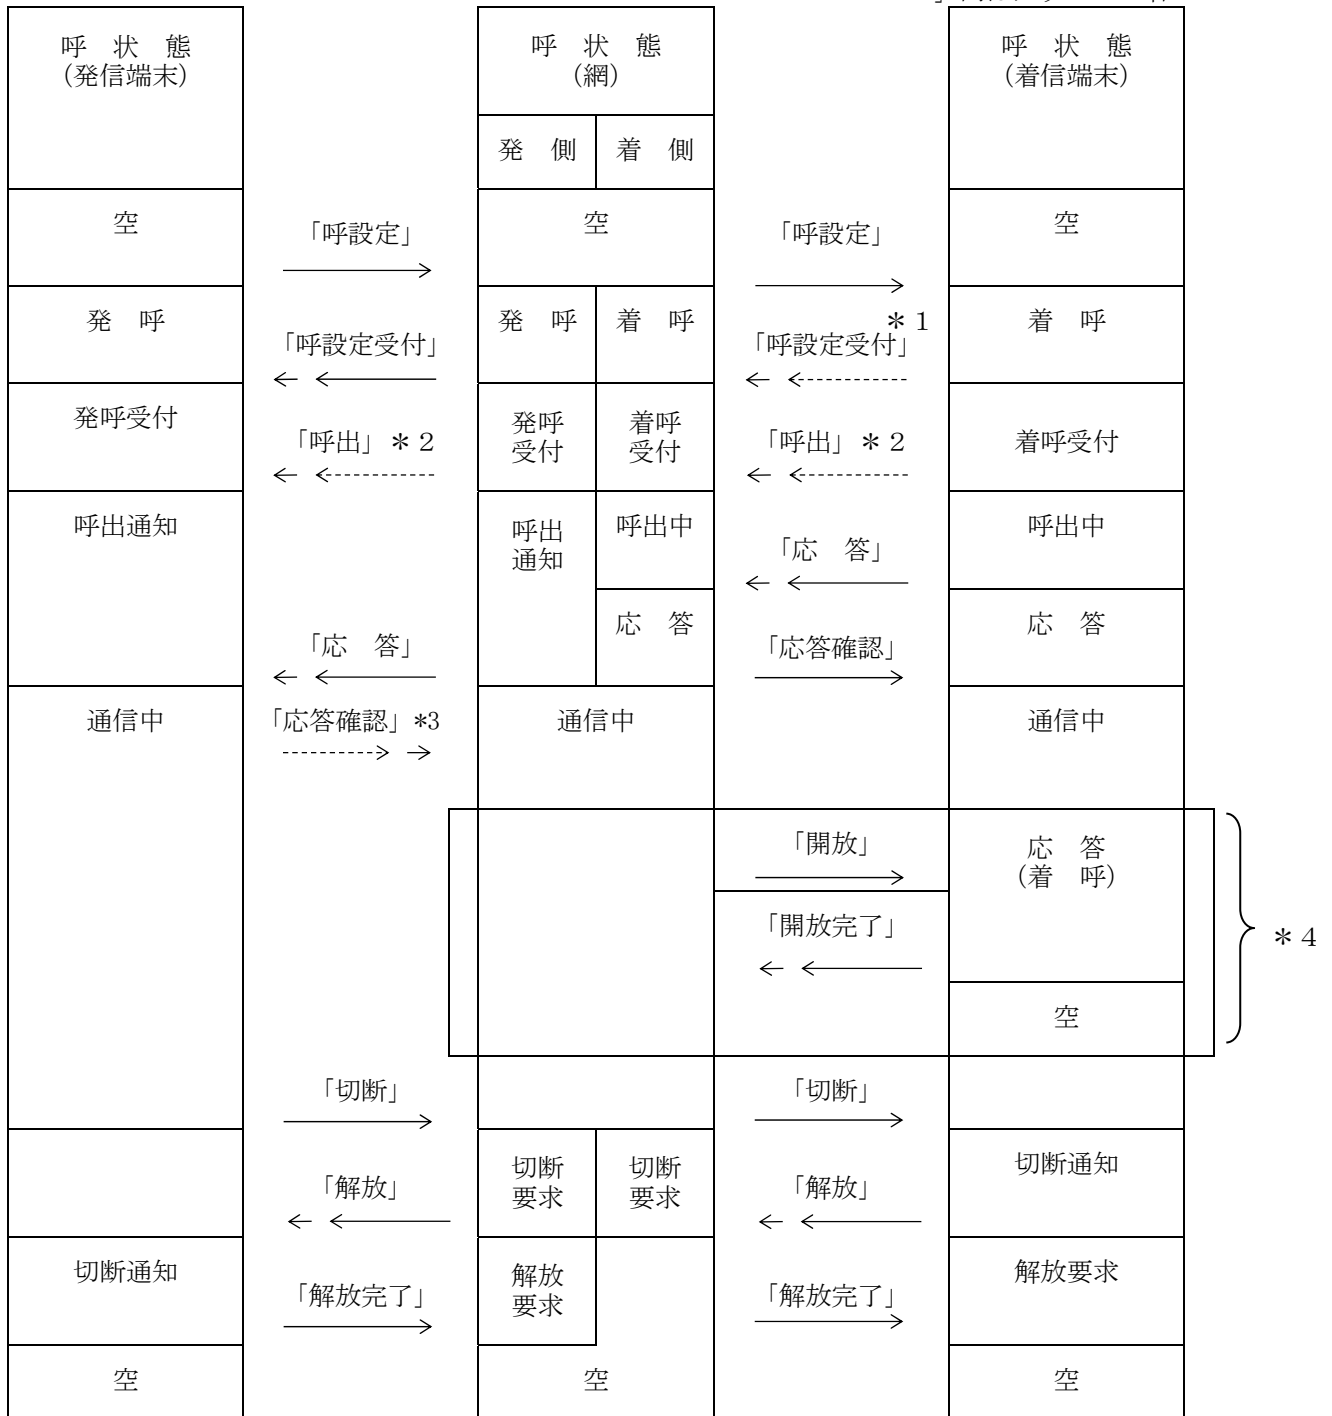 呼　状　態
(発信端末)
呼　状　態
(網)
呼　状　態
(着信端末)
発　側
着　側
空
「呼設定」
空
「呼設定」
空
発　呼
「呼設定受付」
発　呼
着　呼
＊１
「呼設定受付」
着　呼
発呼受付
「呼出」＊２
発呼
受付
着呼
受付
「呼出」＊２
着呼受付
呼出通知
呼出
通知
呼出中
「応　答」
呼出中
「応　答」
応　答
「応答確認」
応　答
通信中
「応答確認」*3
通信中
通信中
「開放」
応　答
(着　呼)
「開放完了」
＊４
空
「切断」
「切断」
「解放」
切断
要求
切断
要求
「解放」
切断通知
切断通知
「解放完了」
解放
要求
「解放完了」
解放要求
空
空
空